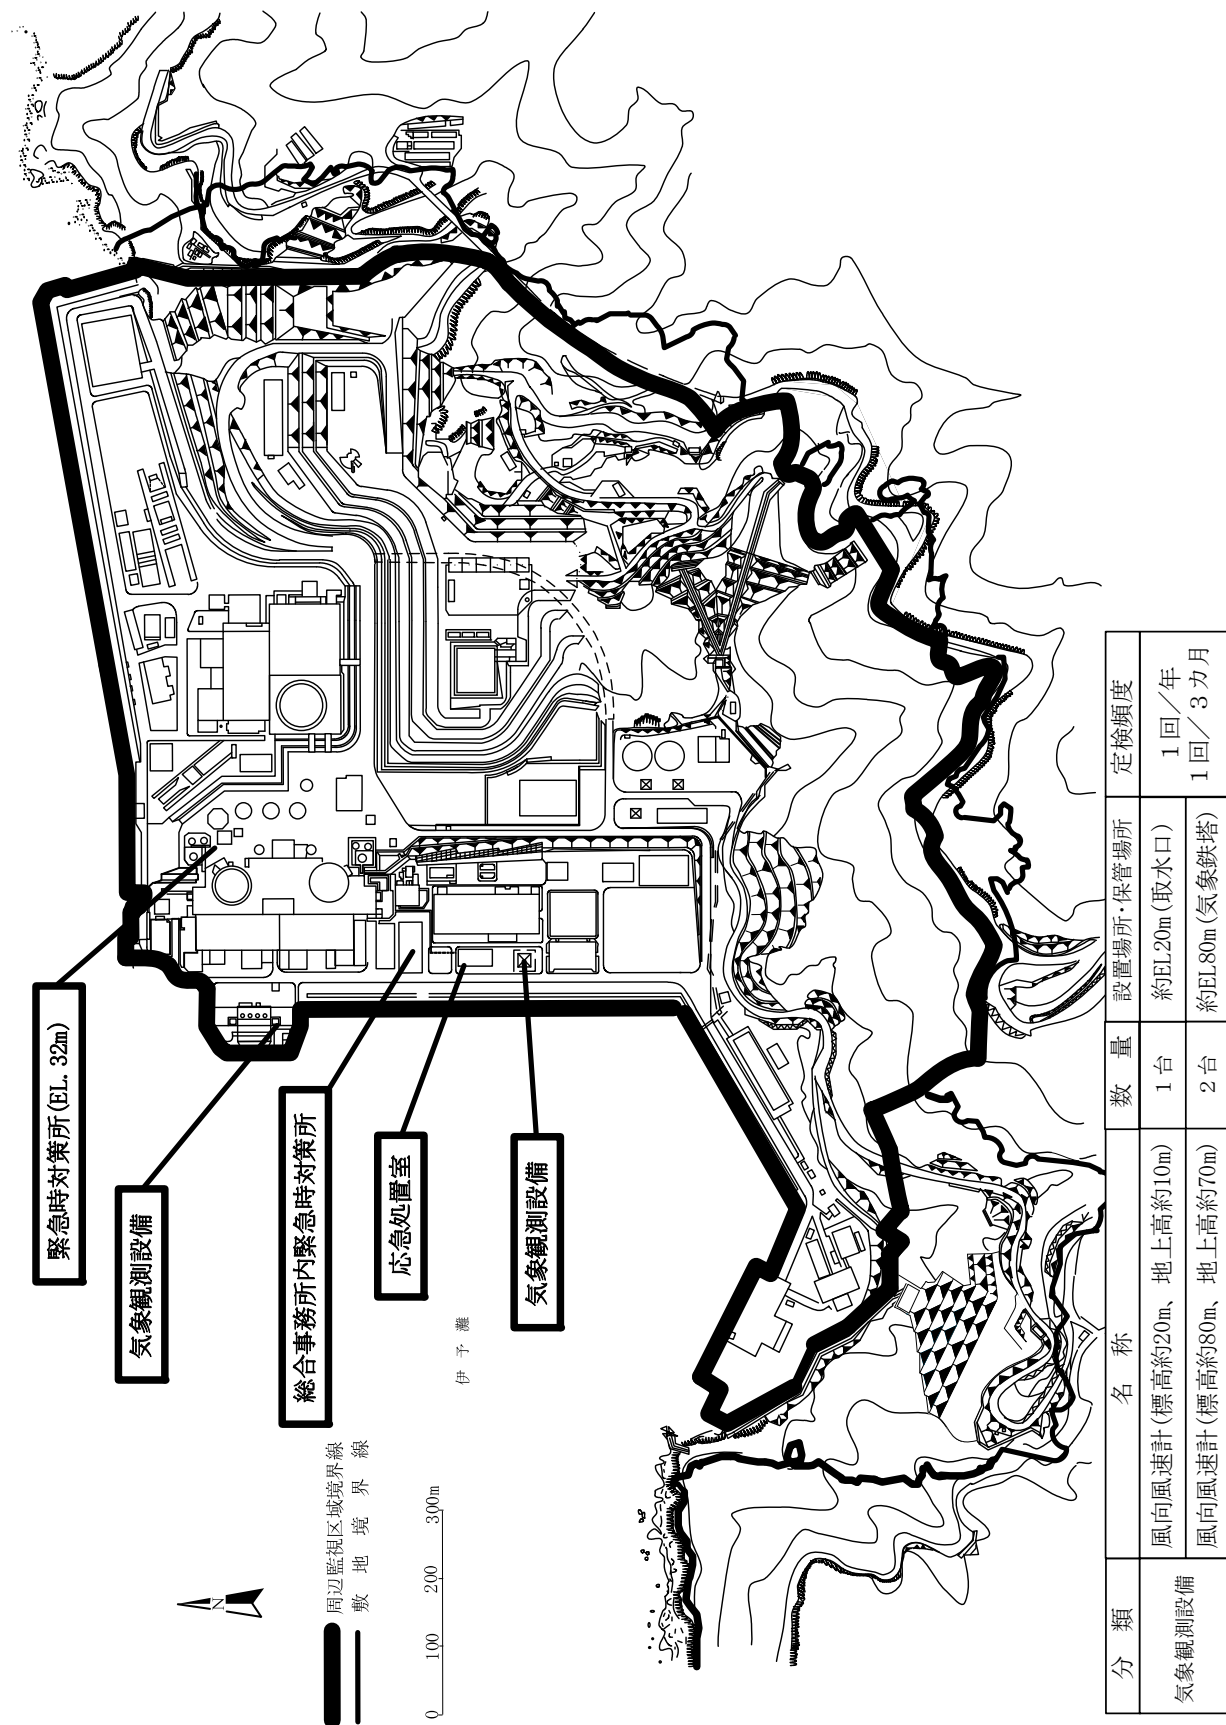 緊急時対策所(EL. 32m)
気象観測設備
総合事務所内緊急時対策所
応急処置室
気象観測設備
伊予灘
N
周辺監視区域境界線
敷地境界線
0 100 200 300m
分類 名称 数量 設置場所・保管場所 定検頻度
気象観測設備 風向風速計(標高約20m、地上高約10m) 1台 約EL20m(取水口) 1回/年
風向風速計(標高約80m、地上高約70m) 2台 約EL80m(気象鉄塔) 1回/3カ月